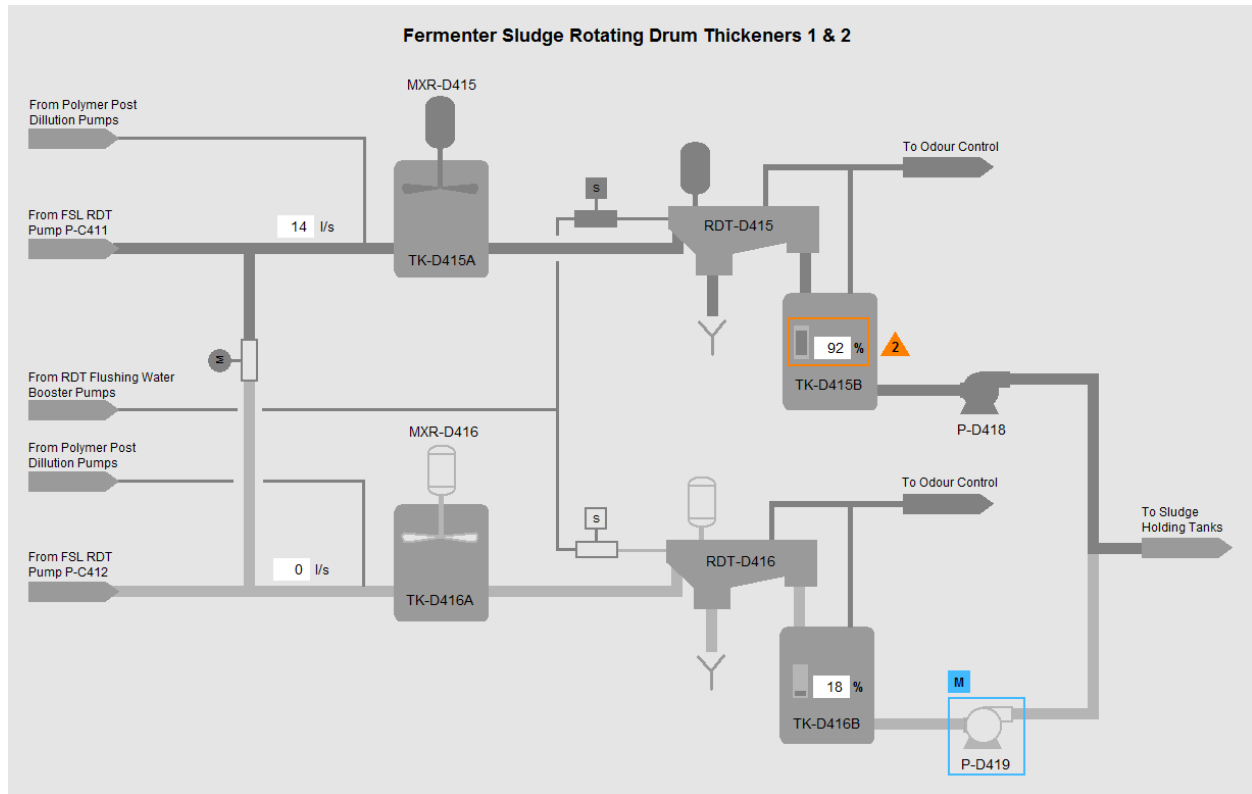 Fermenter Sludge Rotating Drum Thickeners 1 & 2
MXR-D415
From Polymer Post
Dillution Pumps
To Odour Control
S
From FSL RDT
Pump P-C411
14 l/s
RDT-D415
TK-D415A
M
92 %
2
TK-D415B
From RDT Flushing Water
Booster Pumps
P-D418
MXR-D416
From Polymer Post
Dillution Pumps
To Odour Control
S
To Sludge
Holding Tanks
From FSL RDT
Pump P-C412
0 l/s
RDT-D416
TK-D416A
18 %
M
TK-D416B
P-D419